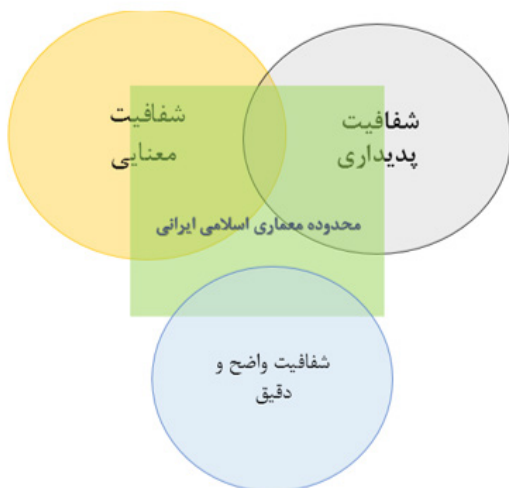 شفافیت
پدیداری
شفافیت
معنایی
محدوده معماری اسلامی ایرانی
شفافیت واضح و
دقیق